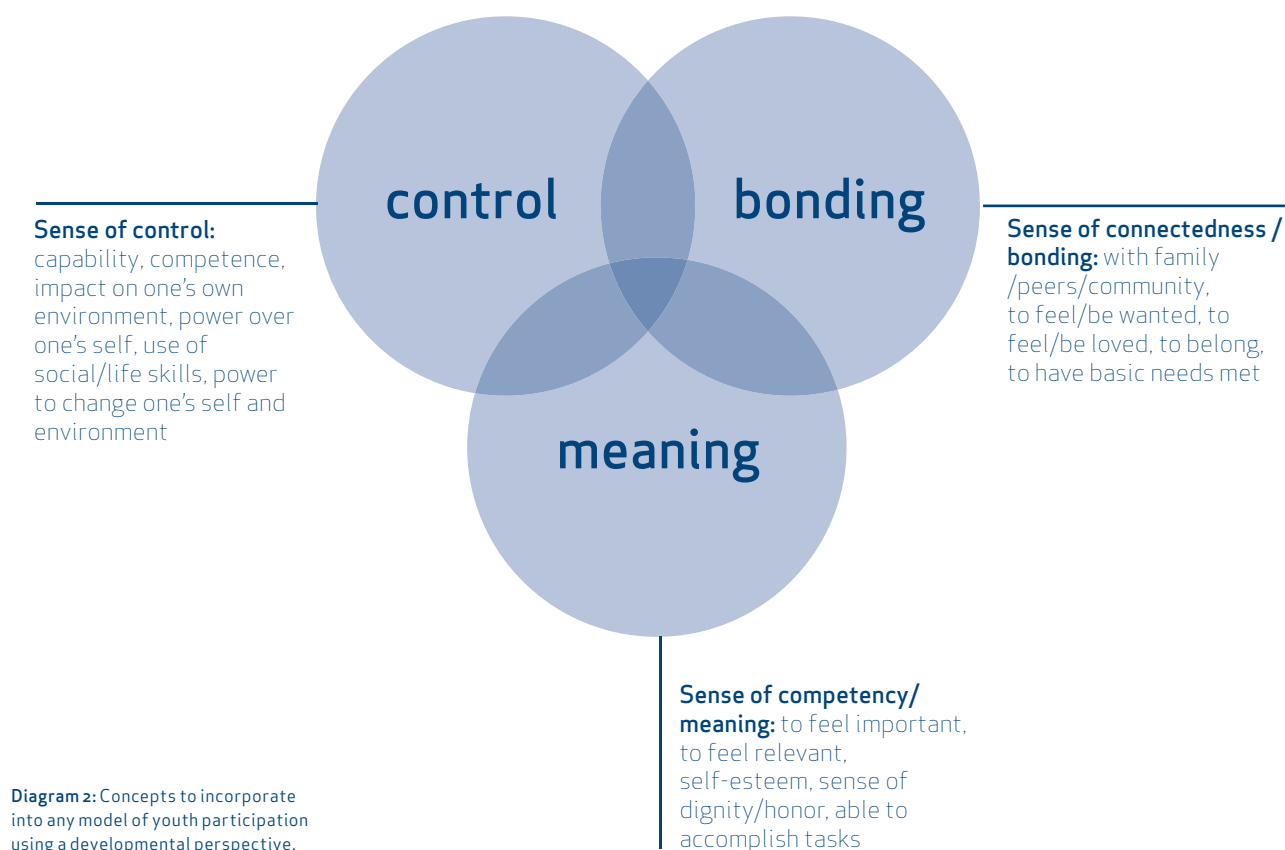 control
bonding
meaning
Sense of control:
capability, competence,
impact on one's own
environment, power over
one's self, use of
social/life skills, power
to change one's self and
environment
Sense of connectedness /
bonding: with family
/peers/community,
to feel/be wanted, to
feel/be loved, to belong,
to have basic needs met
Sense of competency/
meaning: to feel important,
to feel relevant,
self-esteem, sense of
dignity/honor, able to
accomplish tasks
Diagram 2: Concepts to incorporate
into any model of youth participation
using a developmental perspective.